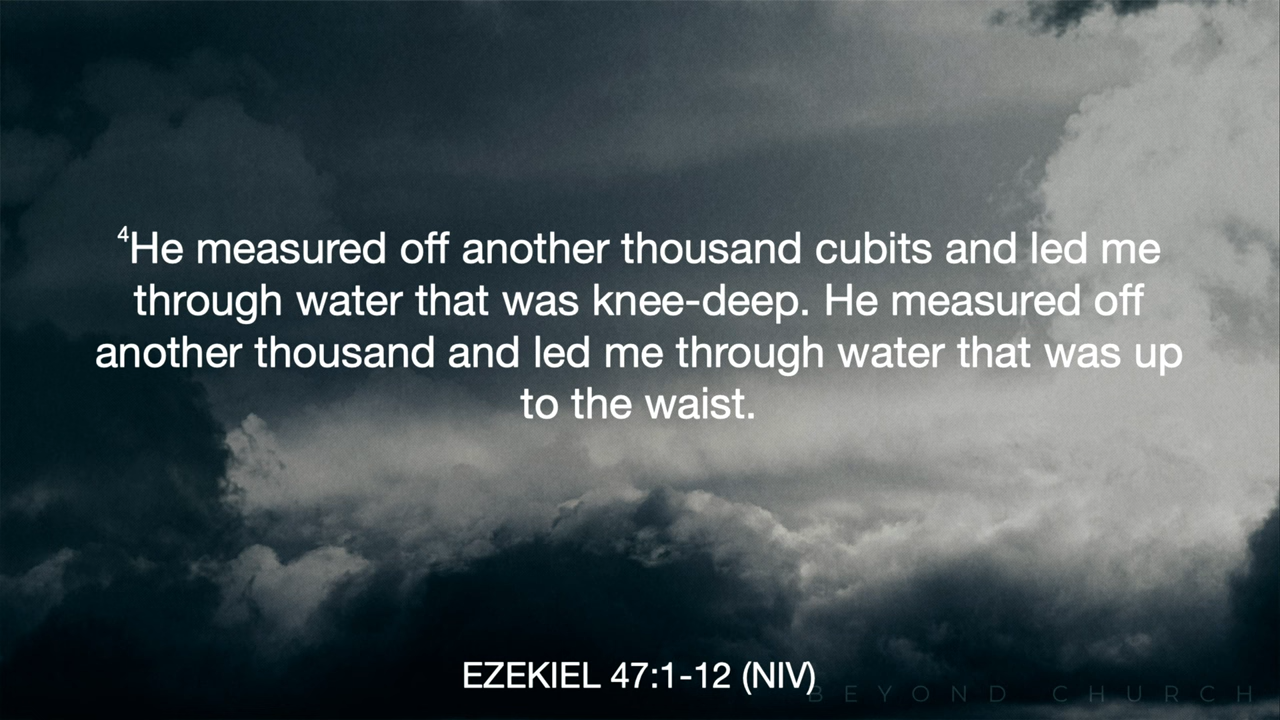 ⁴He measured off another thousand cubits and led me
through water that was knee-deep. He measured off
another thousand and led me through water that was up
to the waist.
EZEKIEL 47:1-12 (NIV)
BEYOND CHURCH